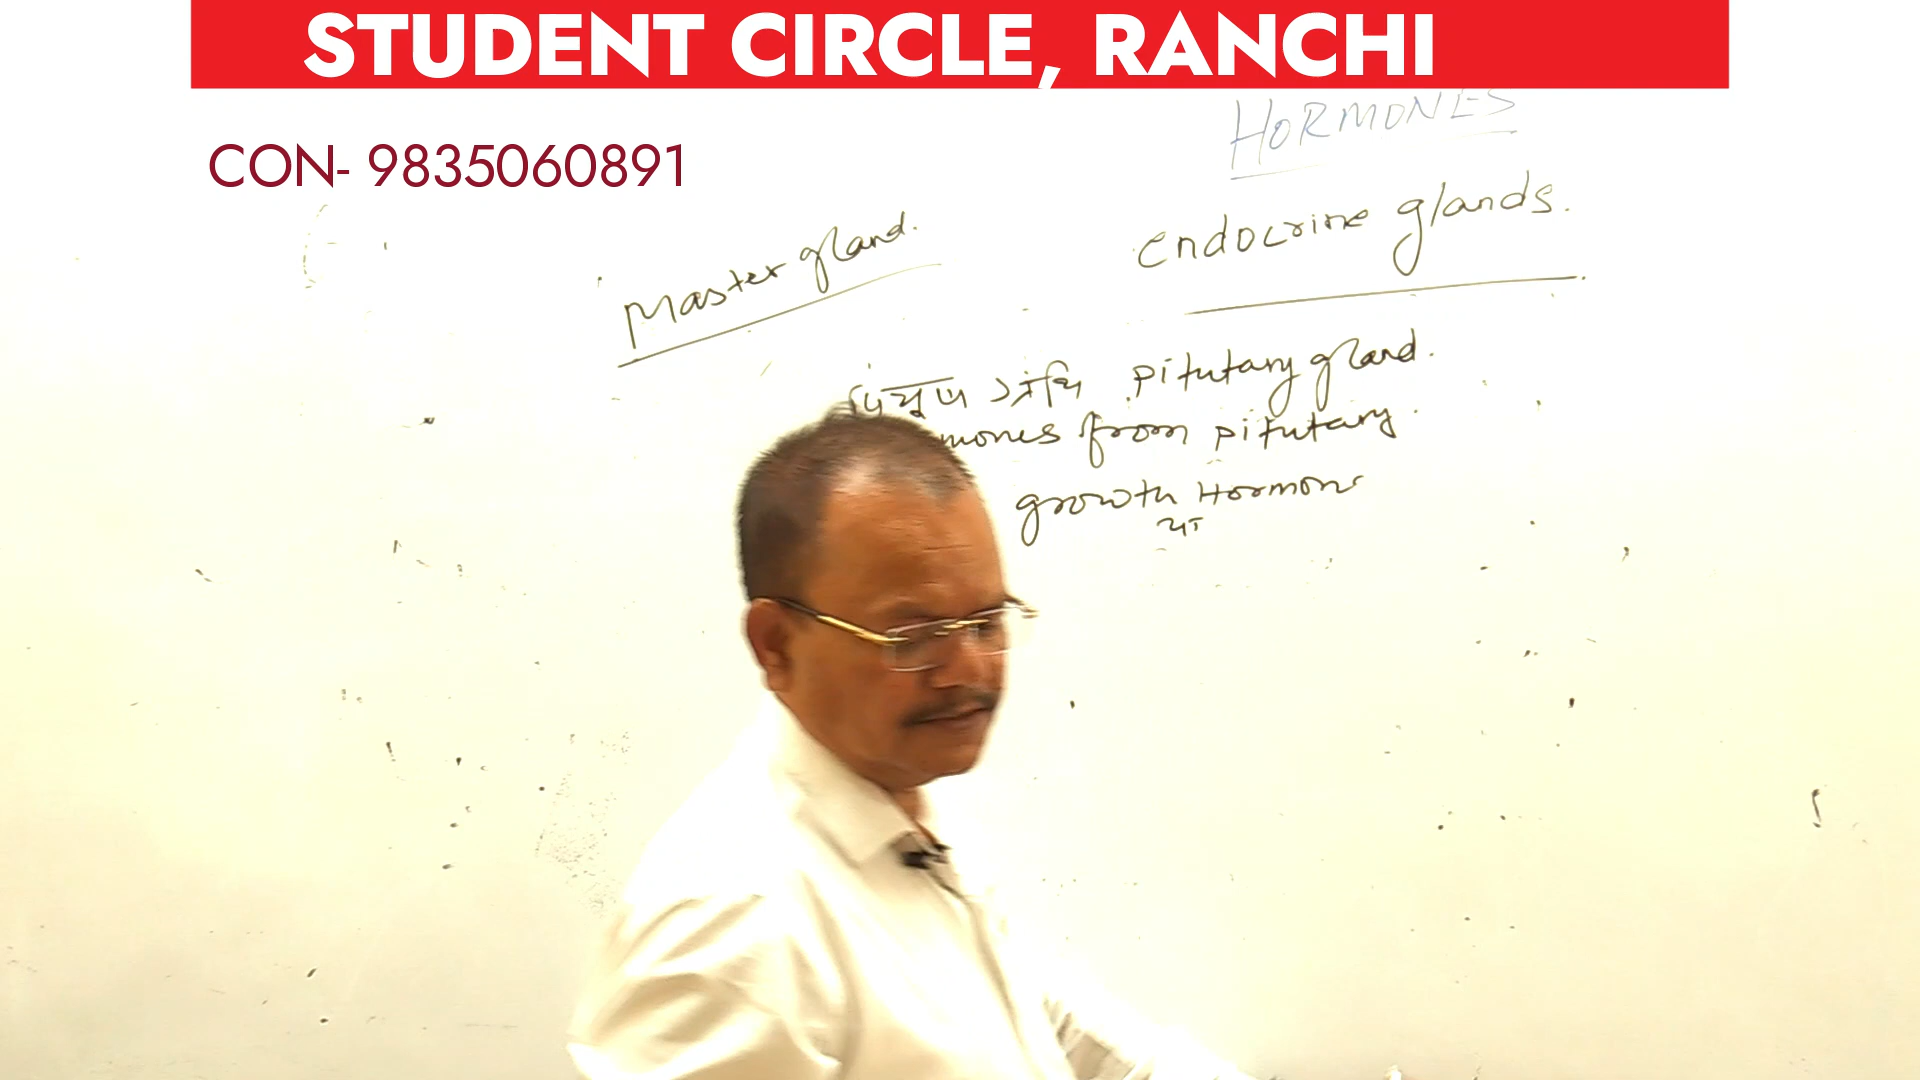 STUDENT CIRCLE, RANCHI
CON- 9835060891
HORMONES
endocrine glands.
Master gland.
पियूष ग्रंथि pitutary gland.
mones from pitutary.
growth Hormone
या